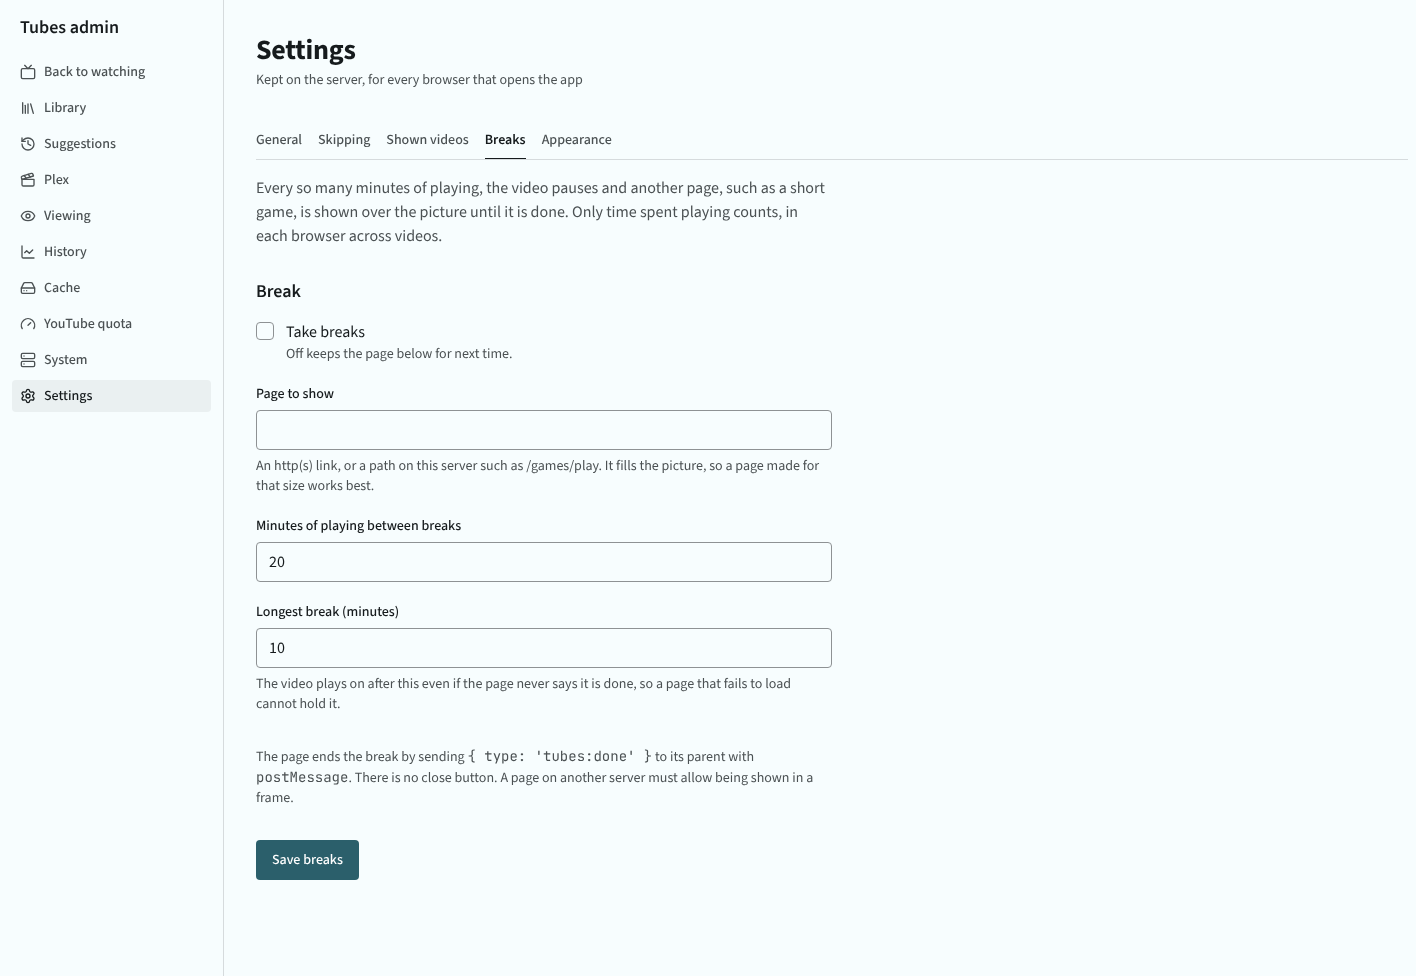 Tubes admin
Back to watching
Library
Suggestions
Plex
Viewing
History
Cache
YouTube quota
System
Settings
Settings
Kept on the server, for every browser that opens the app
General
Skipping
Shown videos
Breaks
Appearance
Every so many minutes of playing, the video pauses and another page, such as a short
game, is shown over the picture until it is done. Only time spent playing counts, in
each browser across videos.
Break
Take breaks
Off keeps the page below for next time.
Page to show
An http(s) link, or a path on this server such as /games/play. It fills the picture, so a page made for
that size works best.
Minutes of playing between breaks
20
Longest break (minutes)
10
The video plays on after this even if the page never says it is done, so a page that fails to load
cannot hold it.
The page ends the break by sending { type: 'tubes:done' } to its parent with
postMessage. There is no close button. A page on another server must allow being shown in a
frame.
Save breaks